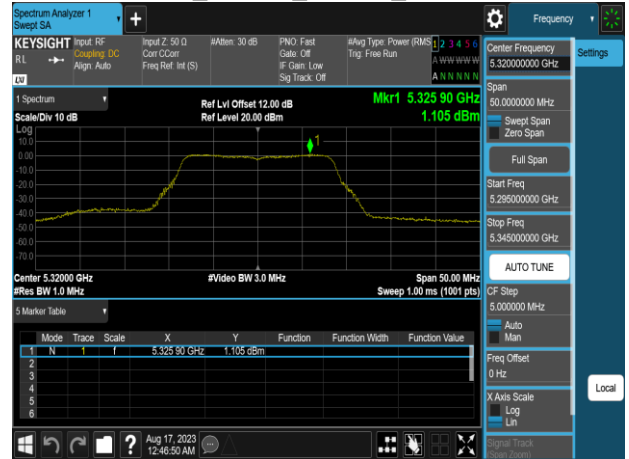 Spectrum Analyzer 1
Swept SA
+
Frequency
KEYSIGHT
RL
LXI
Input: RF
Coupling: DC
Align: Auto
Input Z: 50 Ω
Corr CCorr
Freq Ref: Int (S)
#Atten: 30 dB
PNO: Fast
Gate: Off
IF Gain: Low
Sig Track: Off
#Avg Type: Power (RMS
Trig: Free Run
1 2 3 4 5 6
A WW WW W
A N N N N N
Center Frequency
5.320000000 GHz
Settings
Span
50.0000000 MHz
Swept Span
Zero Span
Full Span
Start Freq
5.295000000 GHz
Stop Freq
5.345000000 GHz
AUTO TUNE
CF Step
5.000000 MHz
Auto
Man
Freq Offset
0 Hz
X Axis Scale
Log
Lin
Signal Track
(Span Zoom)
Local
1 Spectrum
Scale/Div 10 dB
Ref Lvl Offset 12.00 dB
Ref Level 20.00 dBm
Mkr1 5.325 90 GHz
1.105 dBm
Log
10.0
0.00
-10.0
-20.0
-30.0
-40.0
-50.0
-60.0
-70.0
1
Center 5.32000 GHz
#Res BW 1.0 MHz
#Video BW 3.0 MHz
Span 50.00 MHz
Sweep 1.00 ms (1001 pts)
5 Marker Table
Mode Trace Scale X Y Function Function Width Function Value
1 N 1 f 5.325 90 GHz 1.105 dBm
2
3
4
5
6
?
Aug 17, 2023
12:46:50 AM